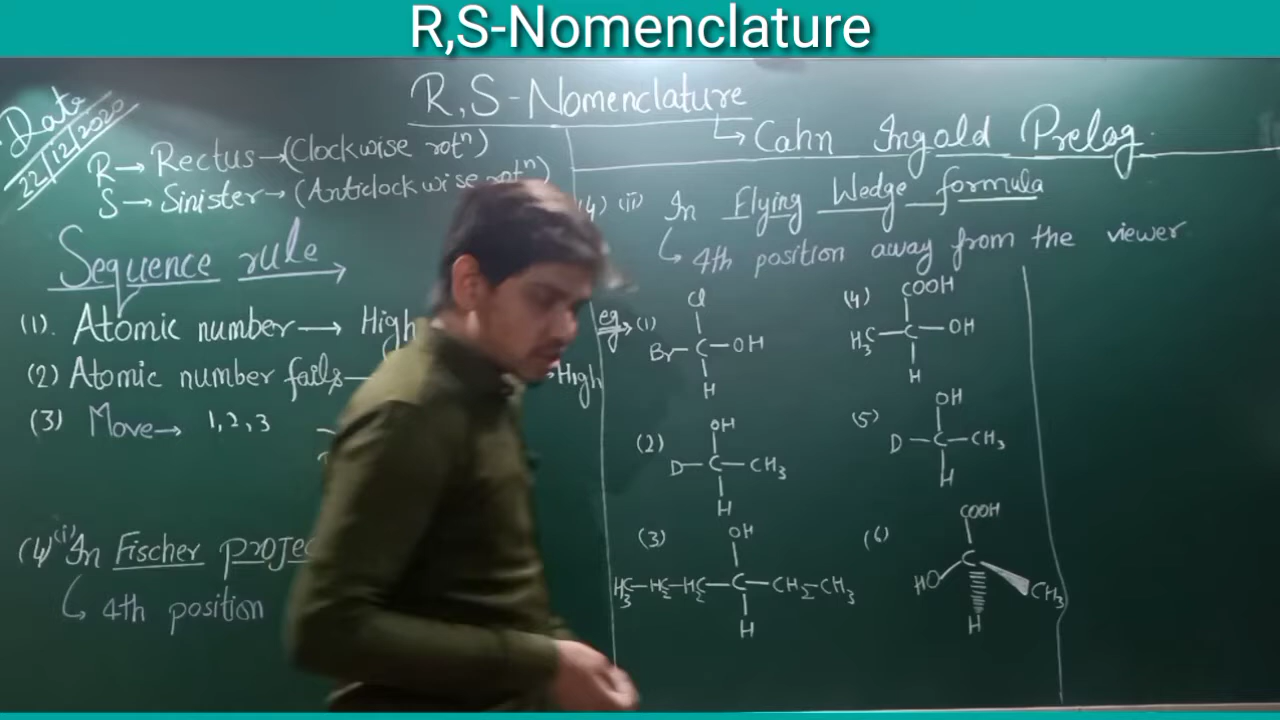 R,S-Nomenclature
Date
22/12/2020
R,S-Nomenclature
↳ Cahn Ingold Prelog.
R → Rectus → (Clockwise rotⁿ)
S → Sinister → (Anticlockwise rotⁿ)
Sequence rule →
(1). Atomic number → High
(2) Atomic number fails → High
(3) Move → 1, 2, 3
(4) (i) In Fischer projec
↳ 4th position
(4) (ii) In Flying Wedge formula
↳ 4th position away from the viewer
eg → (1)
Cl
Br-C-OH
H
(2)
OH
D-C-CH3
H
(3)
OH
H3C-H2C-H2C-C-CH2-CH3
H
(4)
COOH
H3C-C-OH
H
(5)
OH
D-C-CH3
H
(6)
COOH
C
HO CH3
H